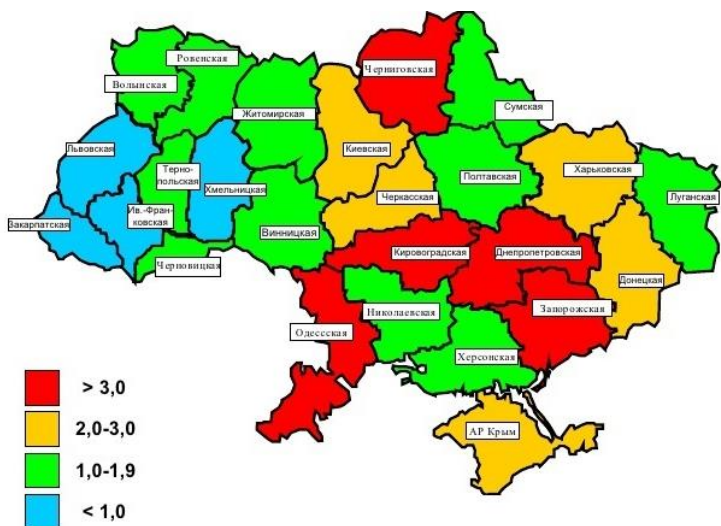 Ровенская
Волынская
Черниговская
Сумская
Житомирская
Львовская
Киевская
Терно-
польская
Хмельницкая
Полтавская
Харьковская
Луганская
Черкасская
Закарпатская
Ив.-Фран-
ковская
Винницкая
Черновицкая
Кировоградская
Днепропетровская
Донецкая
Одессская
Николаевская
Запорожская
Херсонская
АР Крым
> 3,0
2,0-3,0
1,0-1,9
< 1,0